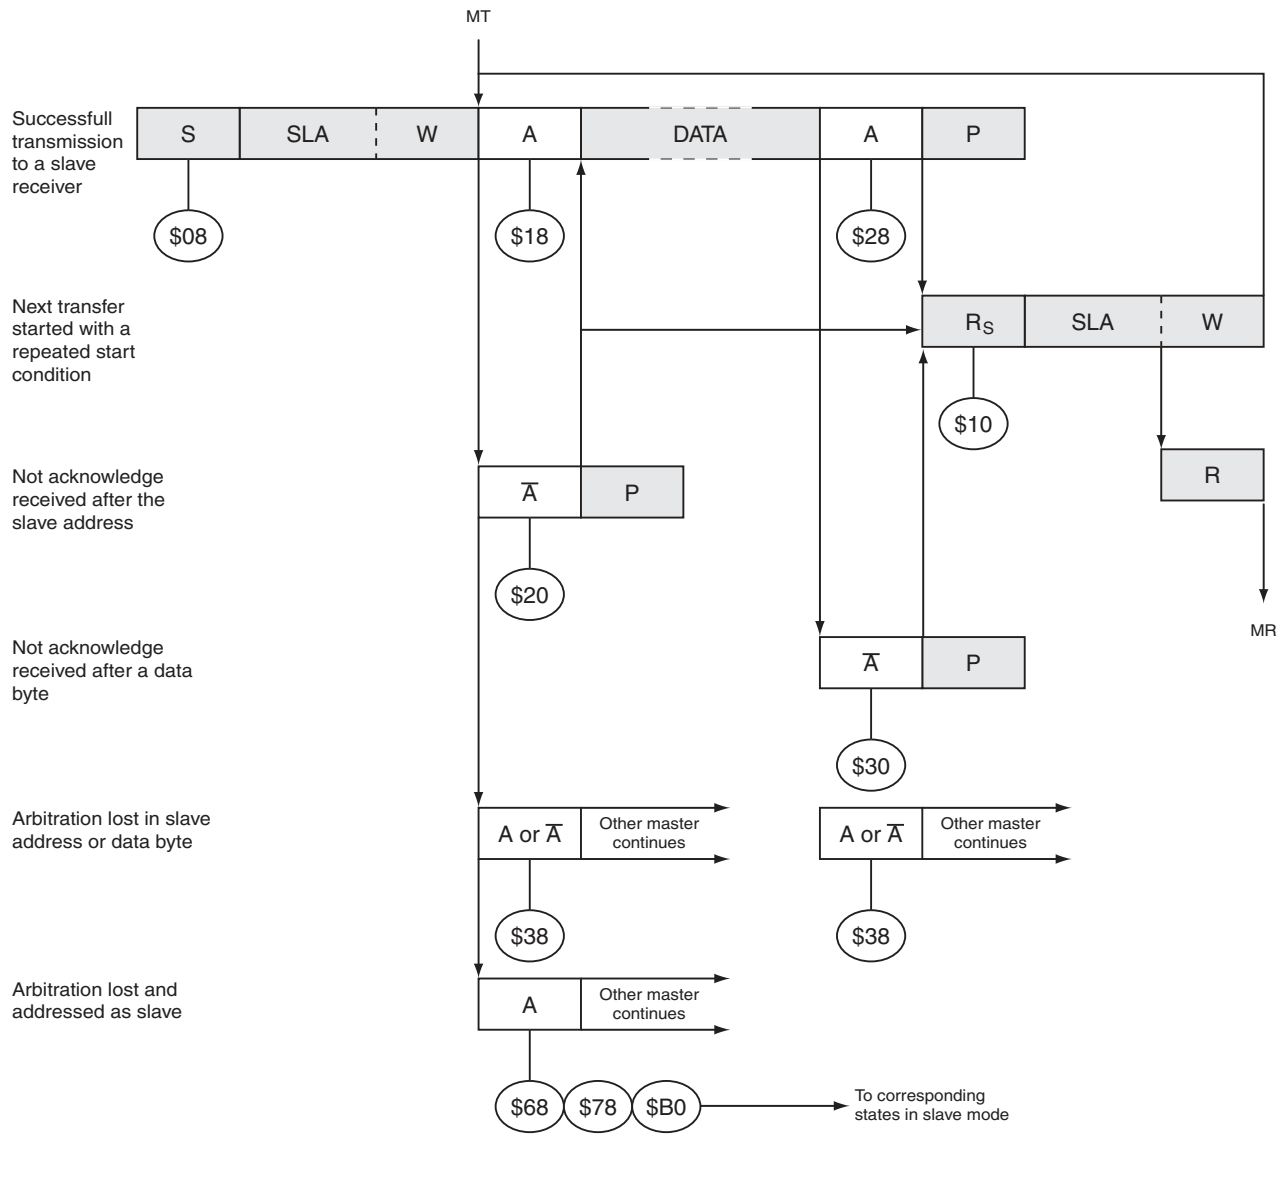 MT
Successfull
transmission
to a slave
receiver
S SLA W A DATA A P
$08 $18 $28
Next transfer
started with a
repeated start
condition
RS SLA W
$10
Not acknowledge
received after the
slave address
A̅ P
R
$20
MR
Not acknowledge
received after a data
byte
A̅ P
$30
Arbitration lost in slave
address or data byte
A or A̅
Other master
continues
A or A̅
Other master
continues
$38 $38
Arbitration lost and
addressed as slave
A
Other master
continues
$68 $78 $B0
To corresponding
states in slave mode